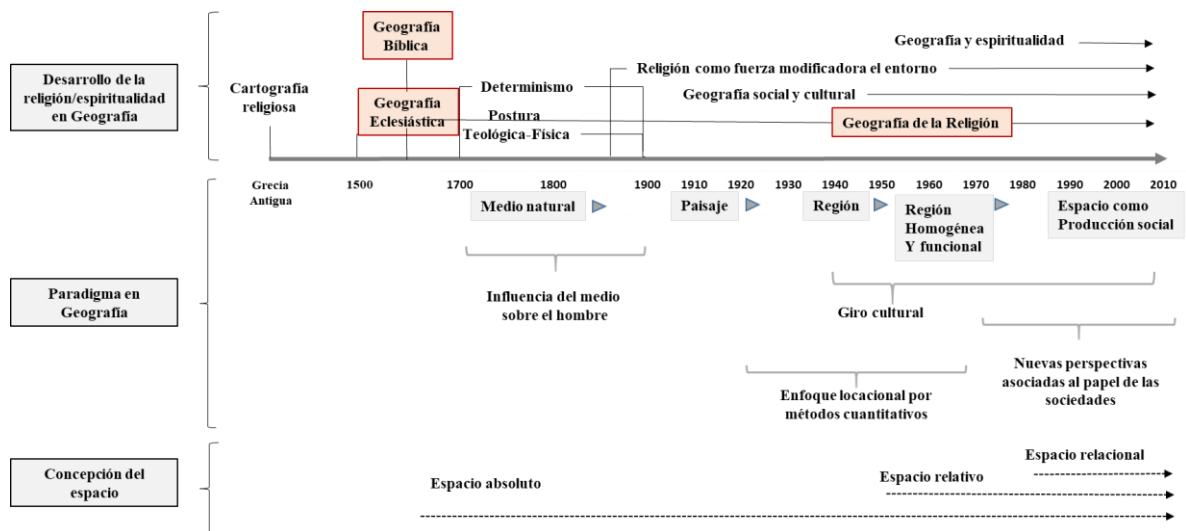 Geografía
Bíblica
Geografía y espiritualidad
Desarrollo de la
religión/espiritualidad
en Geografía
Cartografía
religiosa
Religión como fuerza modificadora el entorno
Determinismo
Geografía
Eclesiástica
Geografía social y cultural
Postura
Teológica-Física
Geografía de la Religión
Grecia
Antigua
1500 1700 1800 1900 1910 1920 1930 1940 1950 1960 1970 1980 1990 2000 2010
Medio natural
Paisaje
Región
Región
Homogénea
Y funcional
Espacio como
Producción social
Paradigma en
Geografía
Influencia del medio
sobre el hombre
Giro cultural
Enfoque locacional por
métodos cuantitativos
Nuevas perspectivas
asociadas al papel de las
sociedades
Concepción del
espacio
Espacio absoluto
Espacio relativo
Espacio relacional